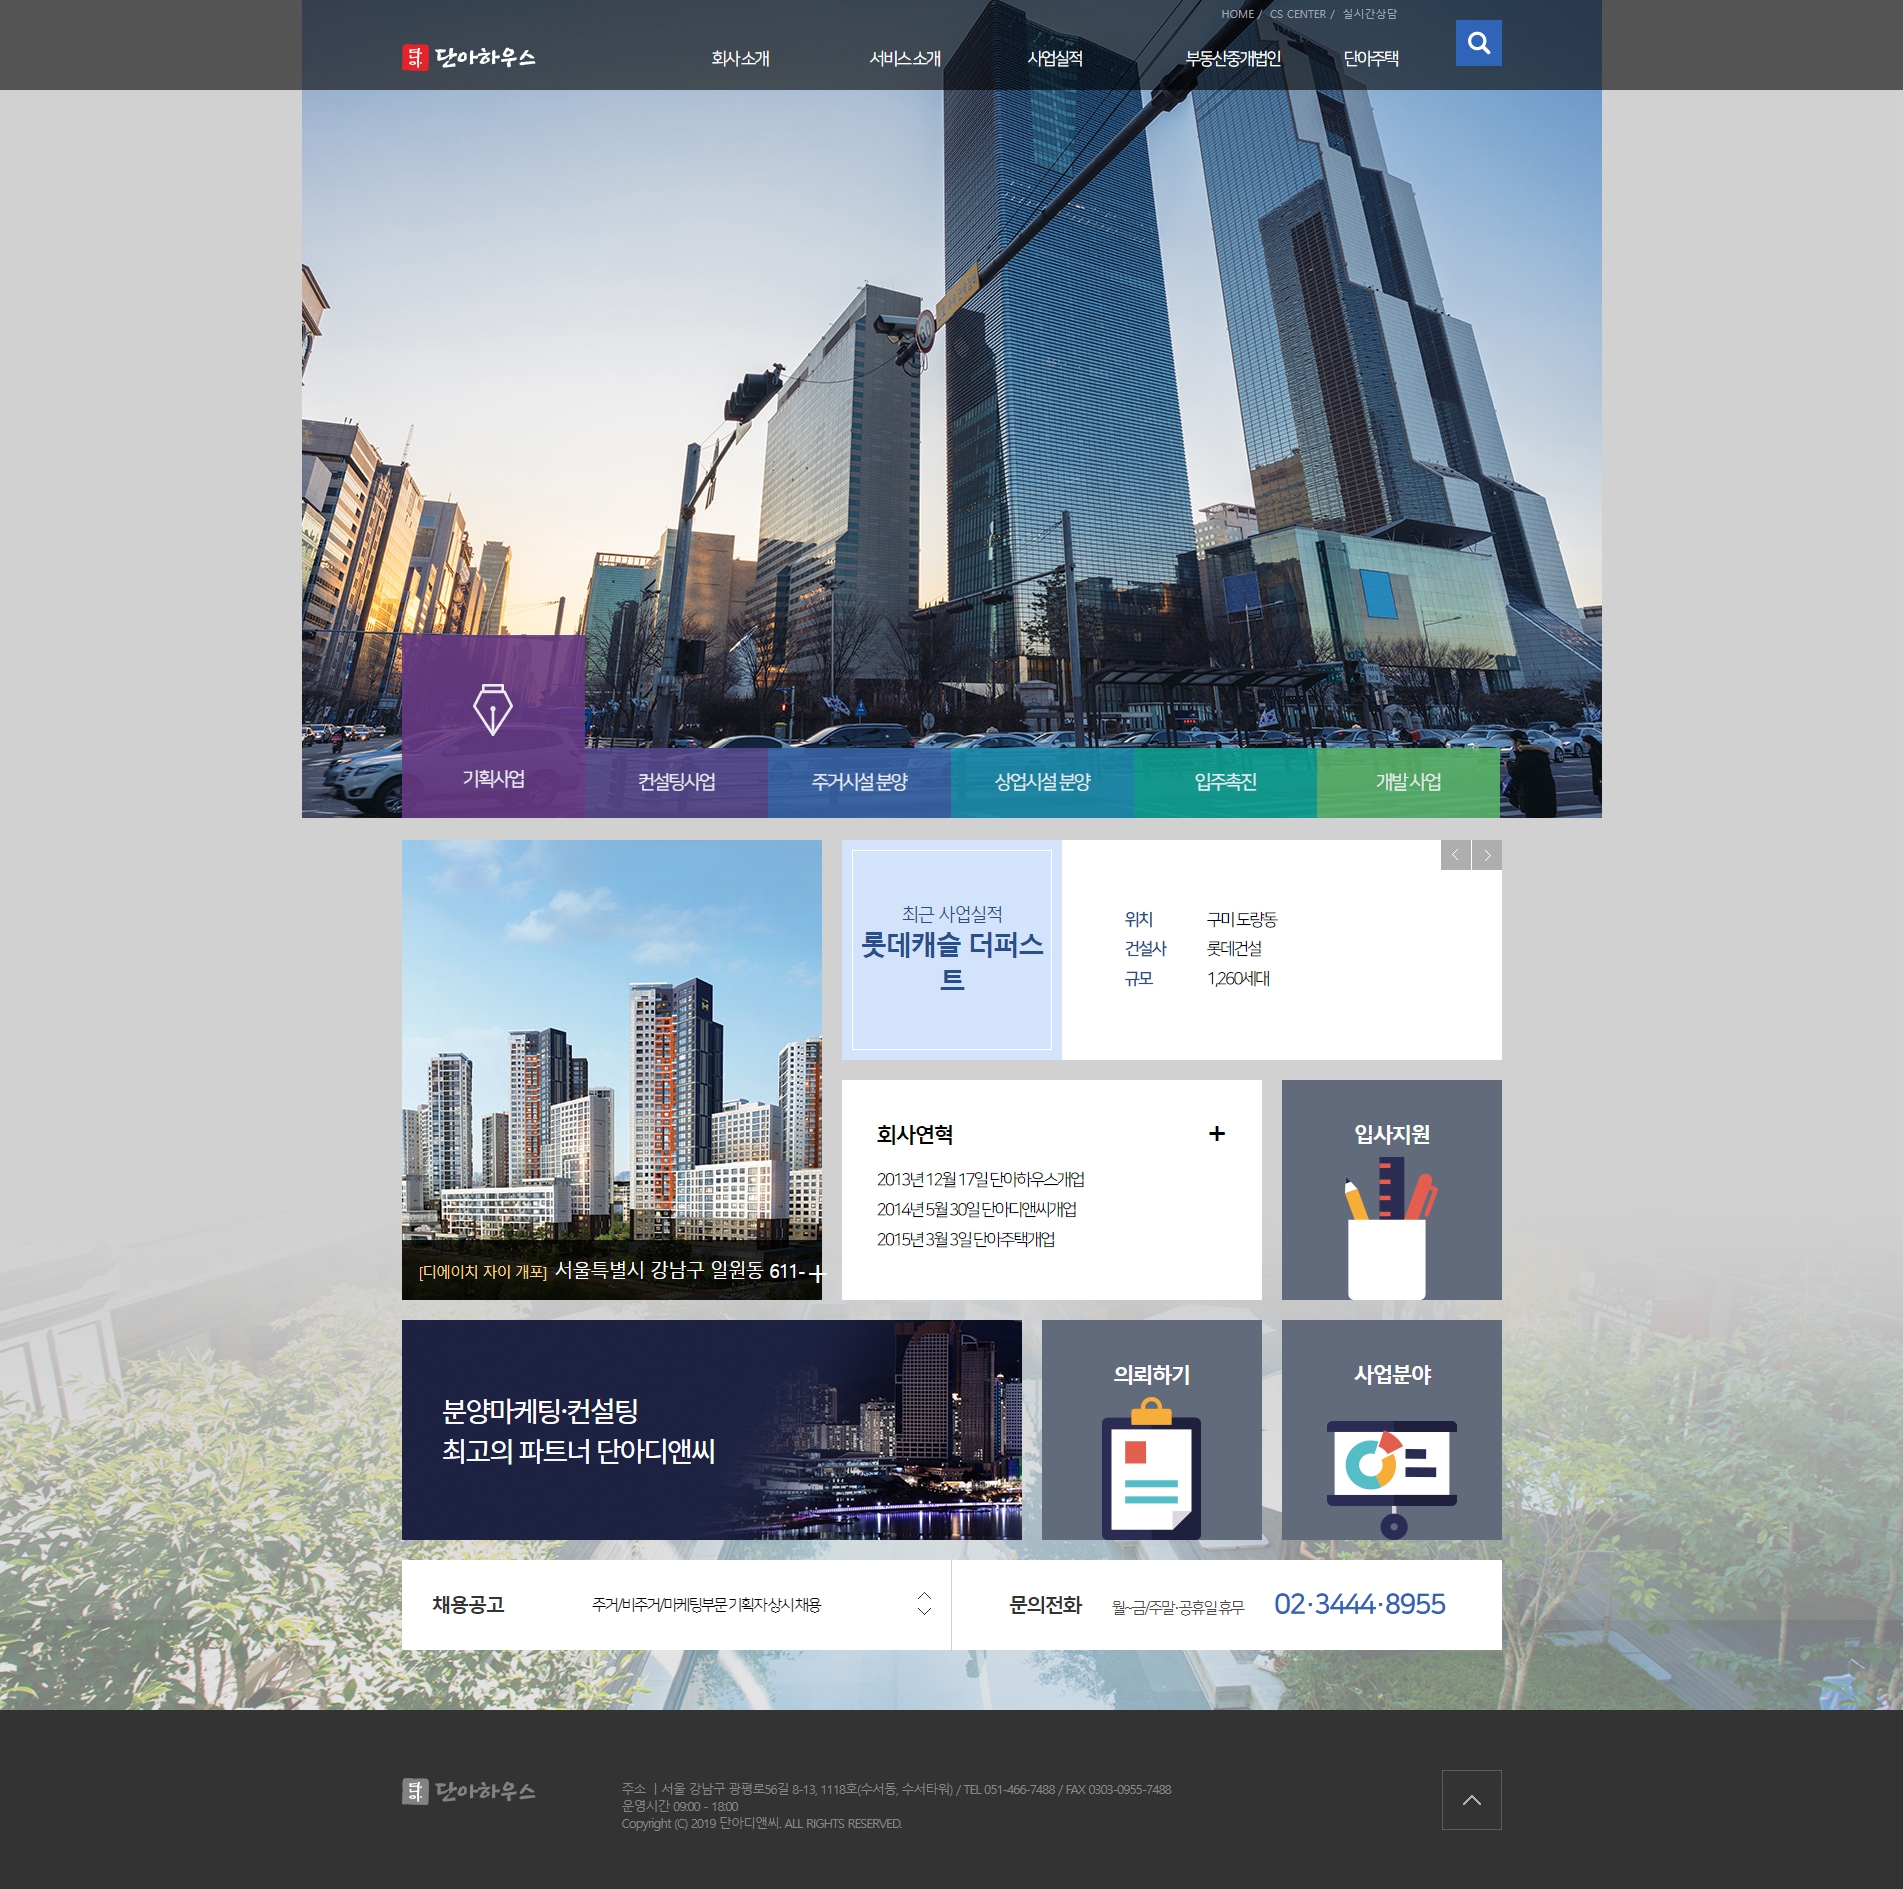 HOME / CS CENTER / 실시간상담
단아 단아하우스
회사소개 서비스소개 사업실적 부동산중개법인 단아주택
60
기획사업
컨설팅사업 주거시설 분양 상업시설 분양 입주촉진 개발 사업
최근 사업실적
롯데캐슬 더퍼스
트
위치 구미 도량동
건설사 롯데건설
규모 1,260세대
회사연혁 +
2013년 12월 17일 단아하우스개업
2014년 5월 30일 단아디앤씨개업
2015년 3월 3일 단아주택개업
입사지원
[디에이치 자이 개포] 서울특별시 강남구 일원동 611- +
분양마케팅·컨설팅
최고의 파트너 단아디앤씨
의뢰하기
사업분야
채용공고 주거/비주거/마케팅부문 기획자 상시 채용
문의전화 월~금/주말·공휴일 휴무 02·3444·8955
단아 단아하우스
주소 ㅣ서울 강남구 광평로56길 8-13, 1118호(수서동, 수서타워) / TEL 051-466-7488 / FAX 0303-0955-7488
운영시간 09:00 - 18:00
Copyright (C) 2019 단아디앤씨. ALL RIGHTS RESERVED.